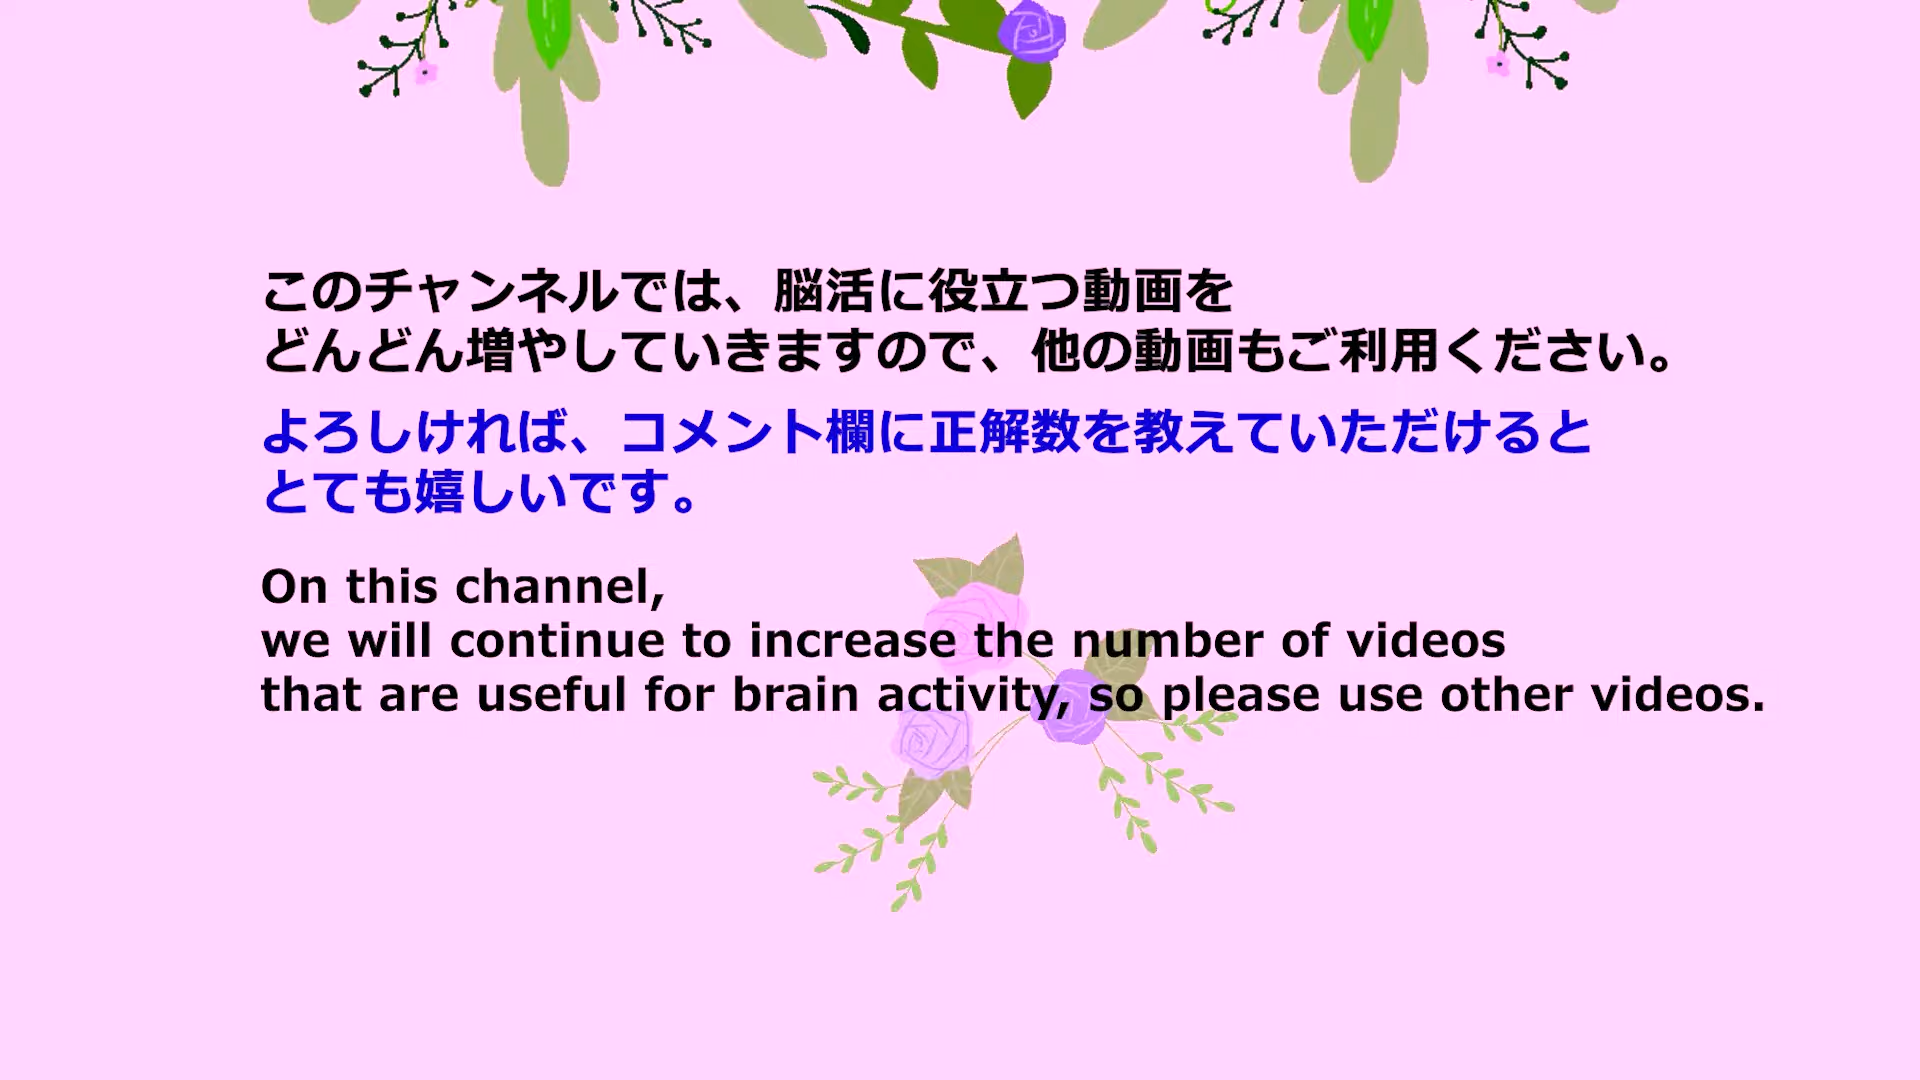 このチャンネルでは、脳活に役立つ動画を
どんどん増やしていきますので、他の動画もご利用ください。
よろしければ、コメント欄に正解数を教えていただけると
とても嬉しいです。
On this channel,
we will continue to increase the number of videos
that are useful for brain activity, so please use other videos.